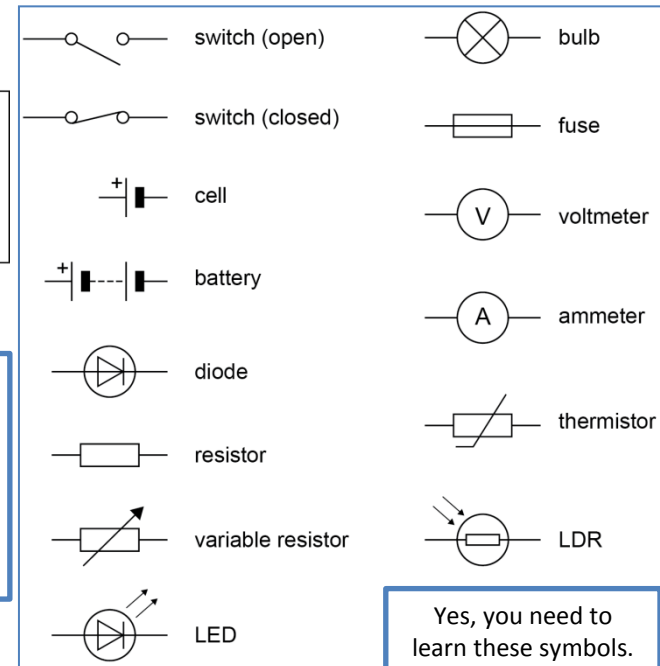 switch (open)
switch (closed)
+
cell
+
battery
diode
resistor
variable resistor
LED
bulb
fuse
V
voltmeter
A
ammeter
thermistor
LDR
Yes, you need to
learn these symbols.